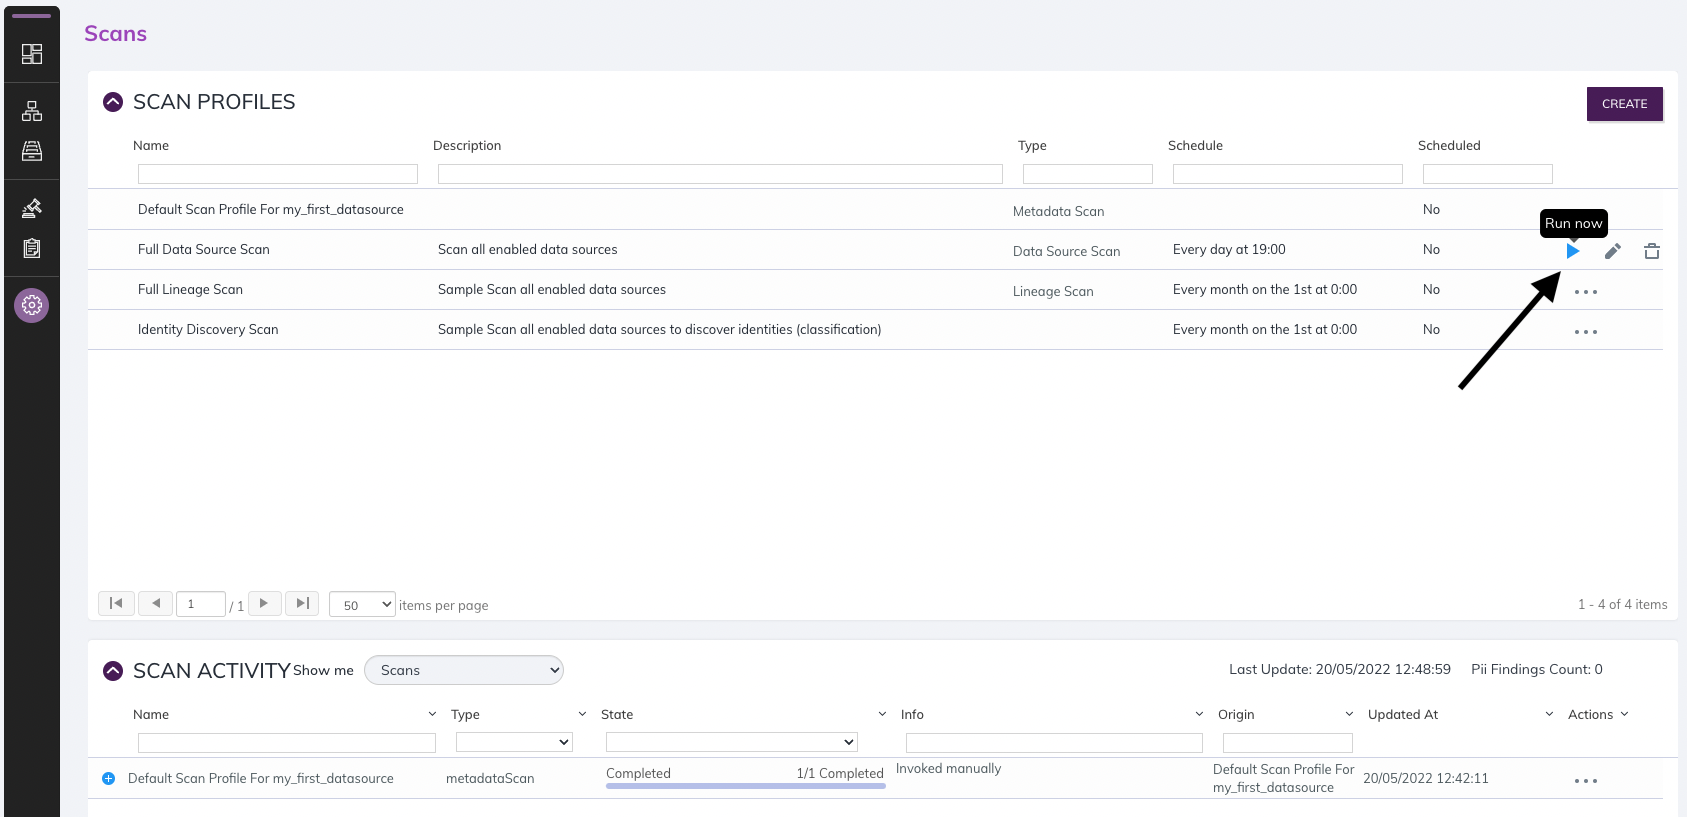 Scans
SCAN PROFILES
CREATE
Name Description Type Schedule Scheduled
Default Scan Profile For my_first_datasource Metadata Scan No
Run now
Full Data Source Scan Scan all enabled data sources Data Source Scan Every day at 19:00 No
Full Lineage Scan Sample Scan all enabled data sources Lineage Scan Every month on the 1st at 0:00 No
Identity Discovery Scan Sample Scan all enabled data sources to discover identities (classification) Every month on the 1st at 0:00 No
1 / 1 50 items per page 1 - 4 of 4 items
SCAN ACTIVITY Show me Scans Last Update: 20/05/2022 12:48:59 Pii Findings Count: 0
Name Type State Info Origin Updated At Actions
Default Scan Profile For my_first_datasource metadataScan Completed 1/1 Completed Invoked manually Default Scan Profile For 20/05/2022 12:42:11
my_first_datasource